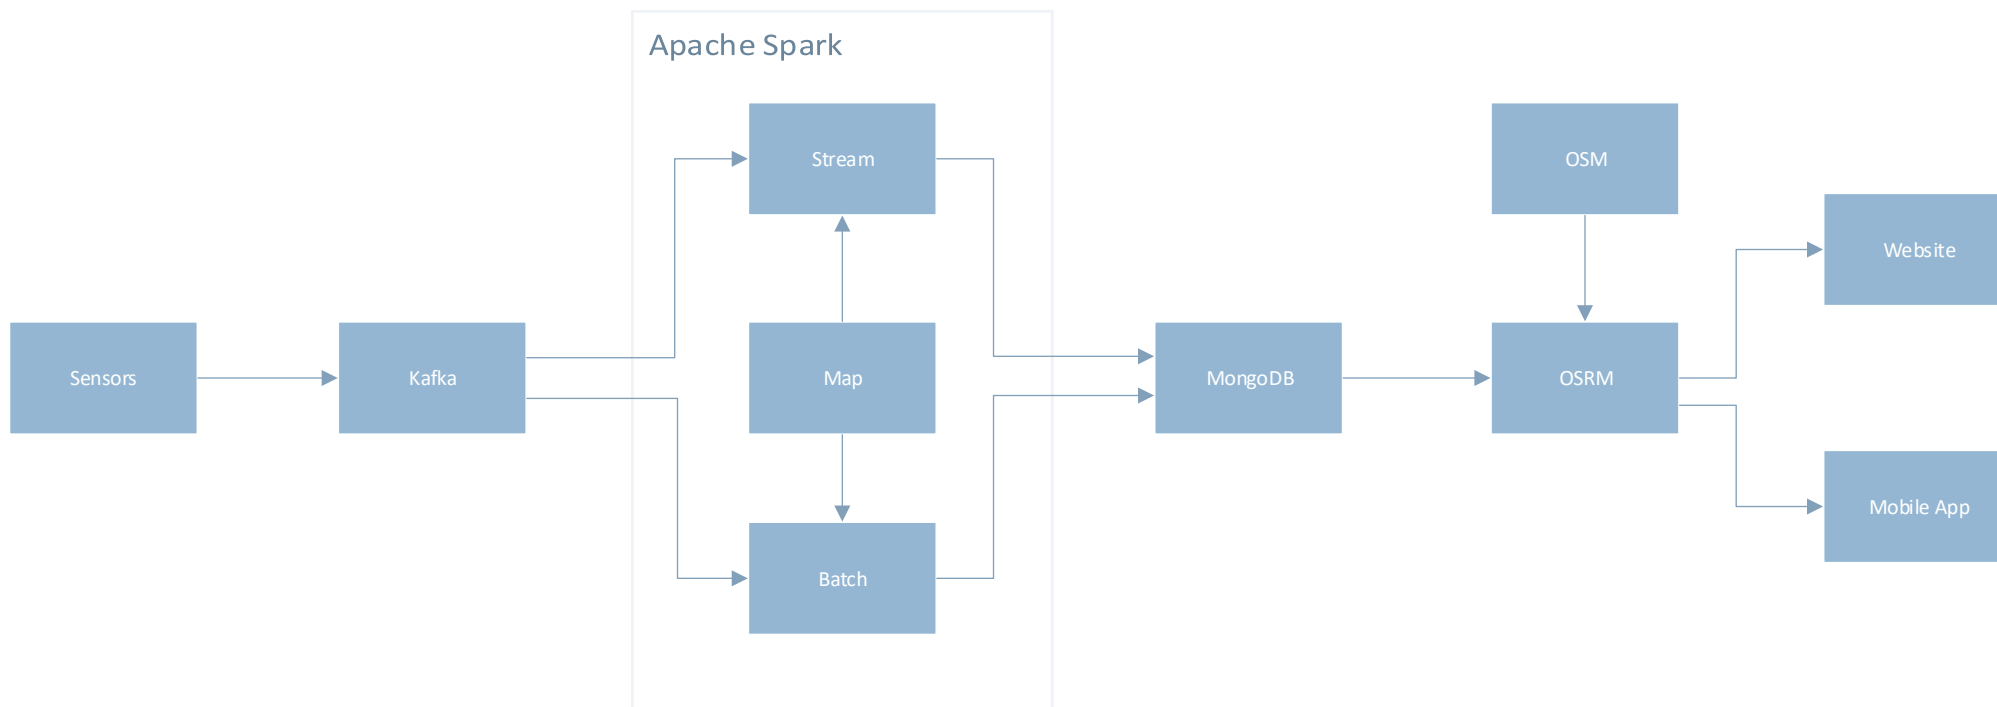 Apache Spark
Stream
OSM
Website
Sensors
Kafka
Map
MongoDB
OSRM
Mobile App
Batch